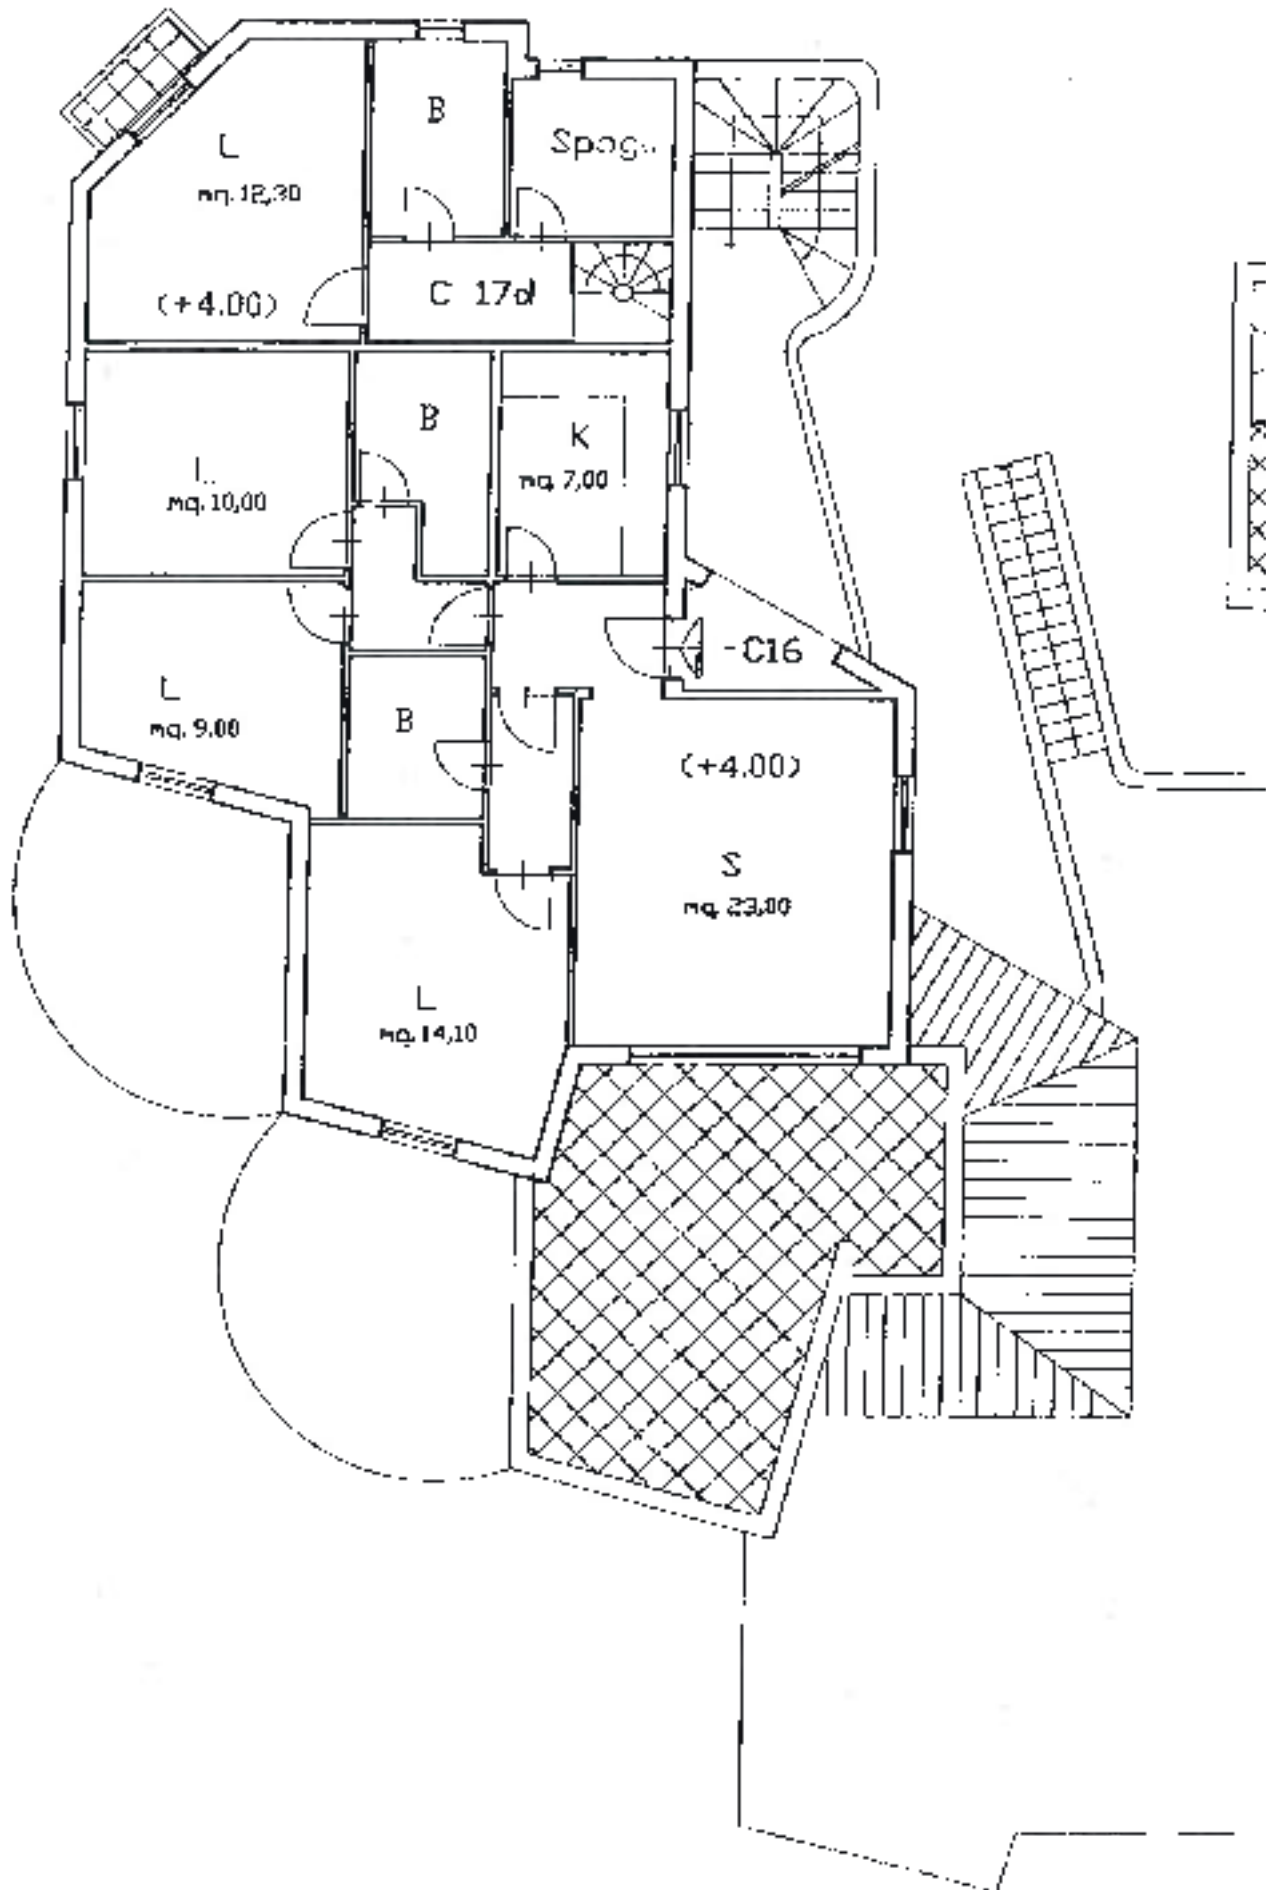 B
Spog.
L
mq. 12,30
(+4.00)
C 17d
B
K
mq. 7,00
L
mq. 10,00
-C16
L
mq. 9,00
B
(+4.00)
S
mq. 23,00
L
mq. 14,10